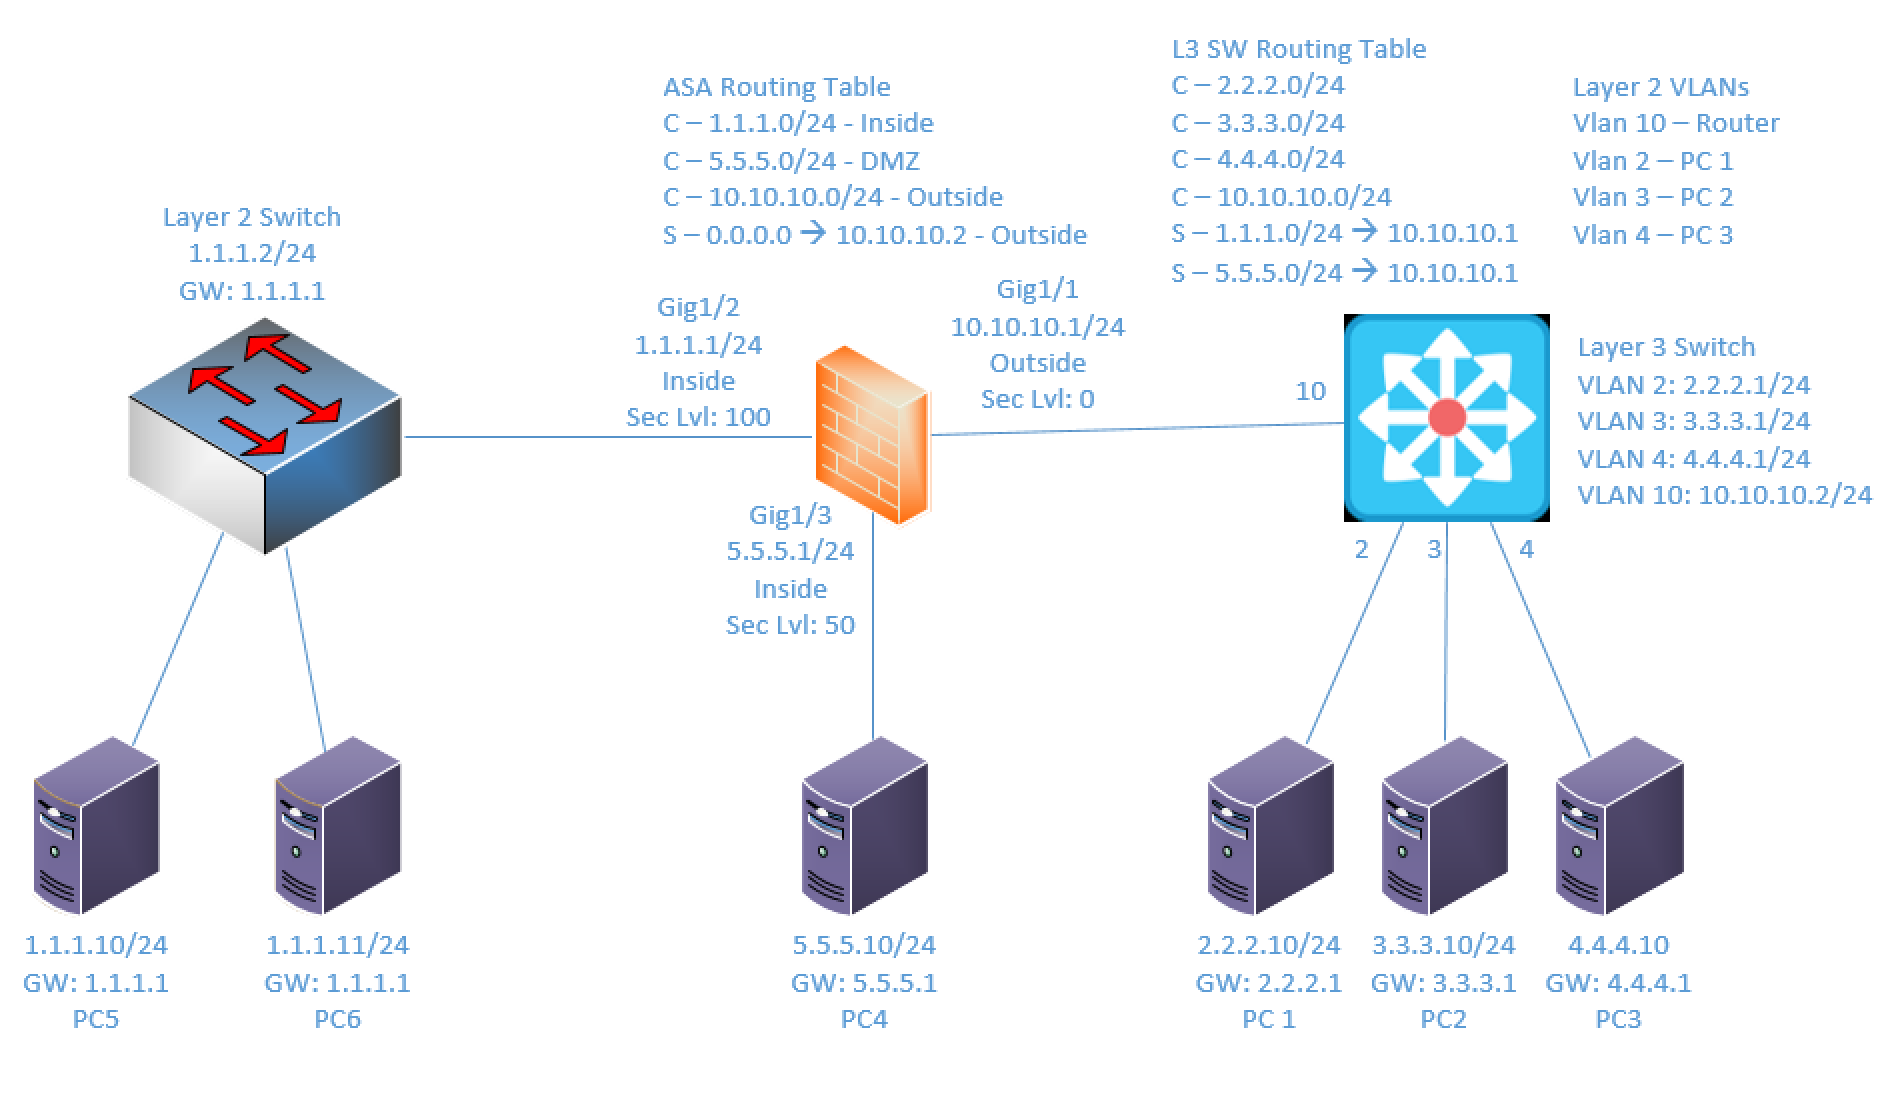 L3 SW Routing Table
C – 2.2.2.0/24
C – 3.3.3.0/24
C – 4.4.4.0/24
C – 10.10.10.0/24
S – 1.1.1.0/24 → 10.10.10.1
S – 5.5.5.0/24 → 10.10.10.1
ASA Routing Table
C – 1.1.1.0/24 - Inside
C – 5.5.5.0/24 - DMZ
C – 10.10.10.0/24 - Outside
S – 0.0.0.0 → 10.10.10.2 - Outside
Layer 2 VLANs
Vlan 10 – Router
Vlan 2 – PC 1
Vlan 3 – PC 2
Vlan 4 – PC 3
Layer 2 Switch
1.1.1.2/24
GW: 1.1.1.1
Gig1/2
1.1.1.1/24
Inside
Sec Lvl: 100
Gig1/1
10.10.10.1/24
Outside
Sec Lvl: 0
10
Layer 3 Switch
VLAN 2: 2.2.2.1/24
VLAN 3: 3.3.3.1/24
VLAN 4: 4.4.4.1/24
VLAN 10: 10.10.10.2/24
Gig1/3
5.5.5.1/24
Inside
Sec Lvl: 50
2
3
4
1.1.1.10/24
GW: 1.1.1.1
PC5
1.1.1.11/24
GW: 1.1.1.1
PC6
5.5.5.10/24
GW: 5.5.5.1
PC4
2.2.2.10/24
GW: 2.2.2.1
PC 1
3.3.3.10/24
GW: 3.3.3.1
PC2
4.4.4.10
GW: 4.4.4.1
PC3